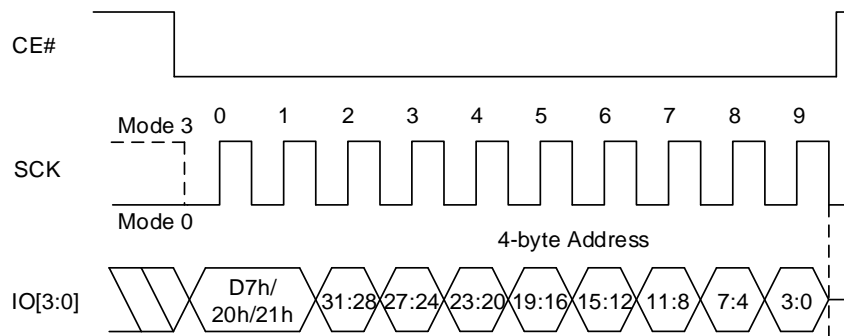 CE#
0 1 2 3 4 5 6 7 8 9
Mode 3
SCK
Mode 0
4-byte Address
IO[3:0]
D7h/
20h/21h
31:28 27:24 23:20 19:16 15:12 11:8 7:4 3:0